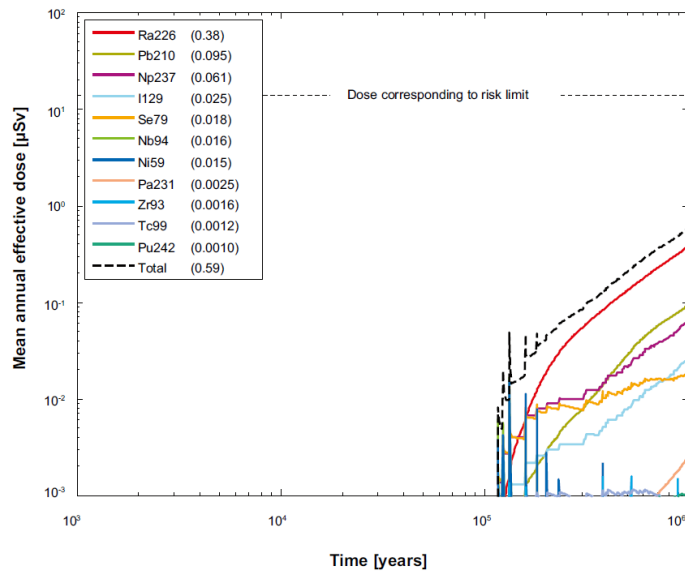 10³
10²
10¹
10⁰
10⁻¹
10⁻²
10⁻³
Mean annual effective dose [µSv]
Ra226 (0.38)
Pb210 (0.095)
Np237 (0.061)
I129 (0.025)
Se79 (0.018)
Nb94 (0.016)
Ni59 (0.015)
Pa231 (0.0025)
Zr93 (0.0016)
Tc99 (0.0012)
Pu242 (0.0010)
Total (0.59)
Dose corresponding to risk limit
10³ 10⁴ 10⁵ 10⁶
Time [years]